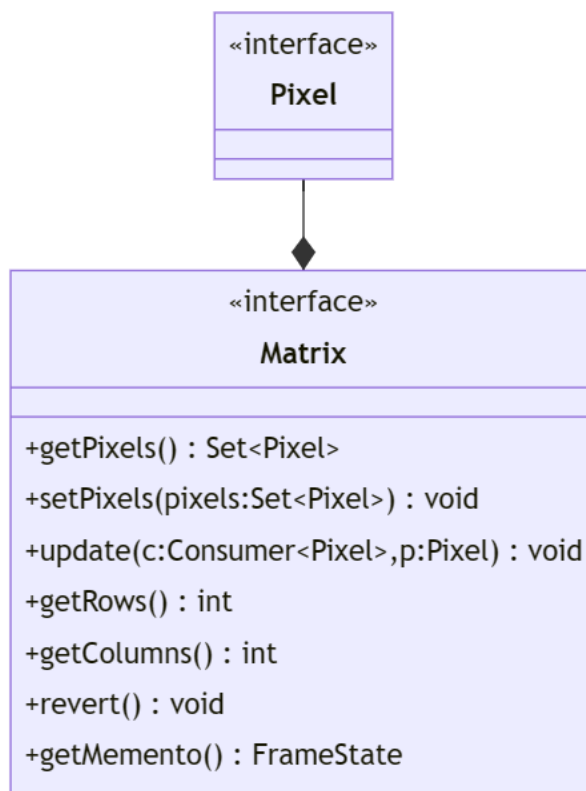 «interface»
Pixel
«interface»
Matrix
+getPixels() : Set<Pixel>
+setPixels(pixels:Set<Pixel>) : void
+update(c:Consumer<Pixel>,p:Pixel) : void
+getRows() : int
+getColumns() : int
+revert() : void
+getMemento() : FrameState